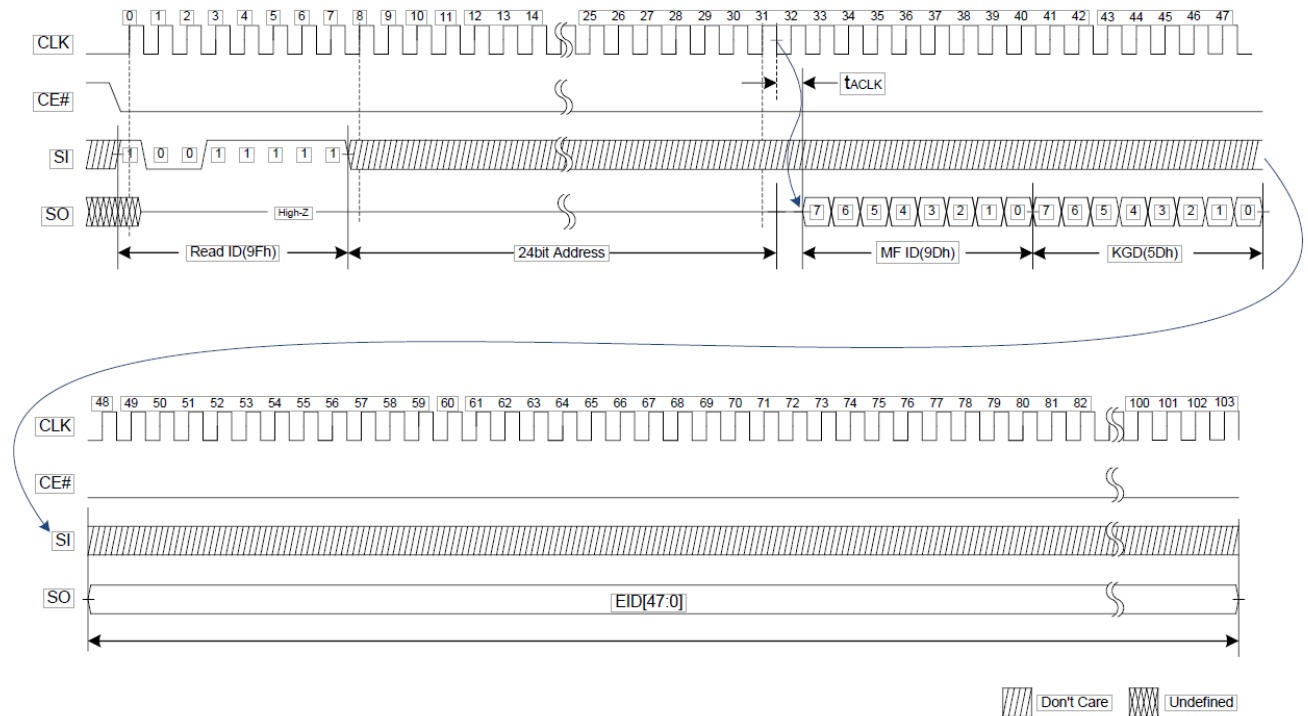 0 1 2 3 4 5 6 7 8 9 10 11 12 13 14 25 26 27 28 29 30 31 32 33 34 35 36 37 38 39 40 41 42 43 44 45 46 47
CLK
tACLK
CE#
SI 1 0 0 1 1 1 1 1
SO High-Z 7 6 5 4 3 2 1 0 7 6 5 4 3 2 1 0
Read ID(9Fh) 24bit Address MF ID(9Dh) KGD(5Dh)
48 49 50 51 52 53 54 55 56 57 58 59 60 61 62 63 64 65 66 67 68 69 70 71 72 73 74 75 76 77 78 79 80 81 82 100 101 102 103
CLK
CE#
SI
SO EID[47:0]
Don't Care Undefined